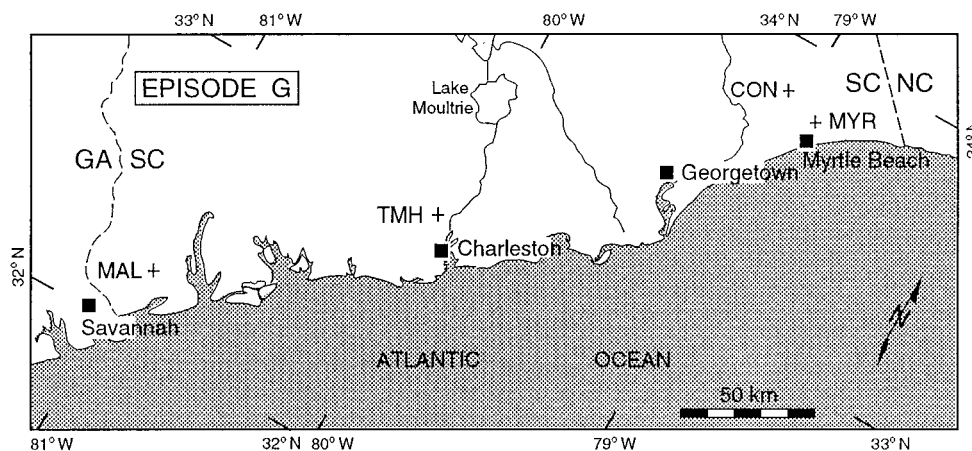 33° N 81° W 80° W 34° N 79° W
EPISODE G
Lake
Moultrie
CON +
SC NC
+ MYR
34° N
GA SC
Myrtle Beach
Georgetown
TMH +
Charleston
32° N
MAL +
Savannah
N
ATLANTIC OCEAN
50 km
81° W 32° N 80° W 79° W 33° N